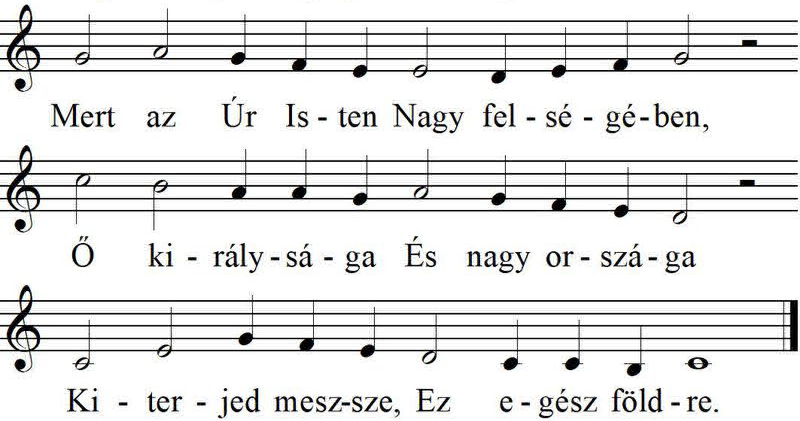 Mert az Úr Is - ten Nagy fel - sé - gé - ben,
Ő ki - rály - sá - ga És nagy or - szá - ga
Ki - ter - jed mesz-sze, Ez e - gész föld - re.